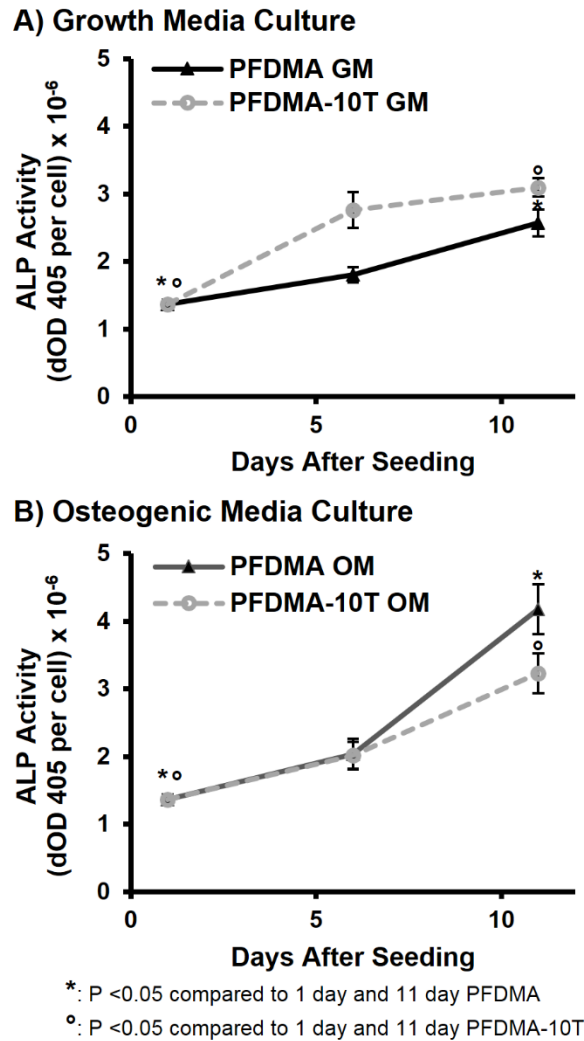 A) Growth Media Culture
5
4
3
2
1
0
PFDMA GM
PFDMA-10T GM
* °
°
*
ALP Activity
(dOD 405 per cell) x 10⁻⁶
0 5 10
Days After Seeding
B) Osteogenic Media Culture
5
4
3
2
1
0
PFDMA OM
PFDMA-10T OM
* °
*
°
ALP Activity
(dOD 405 per cell) x 10⁻⁶
0 5 10
Days After Seeding
*: P <0.05 compared to 1 day and 11 day PFDMA
°: P <0.05 compared to 1 day and 11 day PFDMA-10T